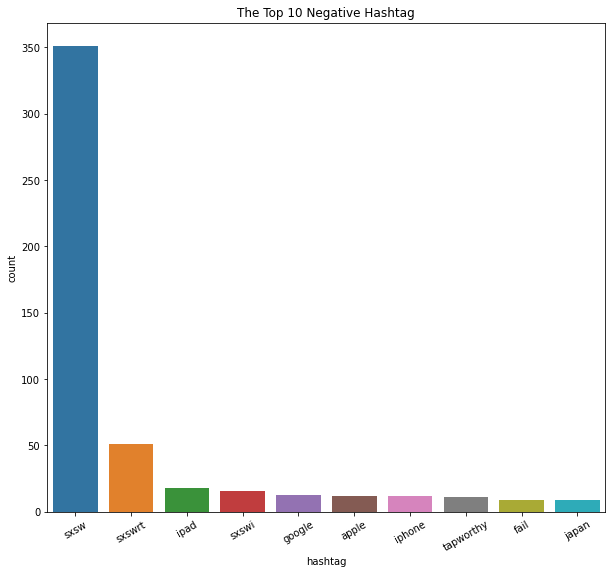 The Top 10 Negative Hashtag
350
300
250
200
150
100
50
0
count
sxsw sxswrt ipad sxswi google apple iphone tapworthy fail japan
hashtag